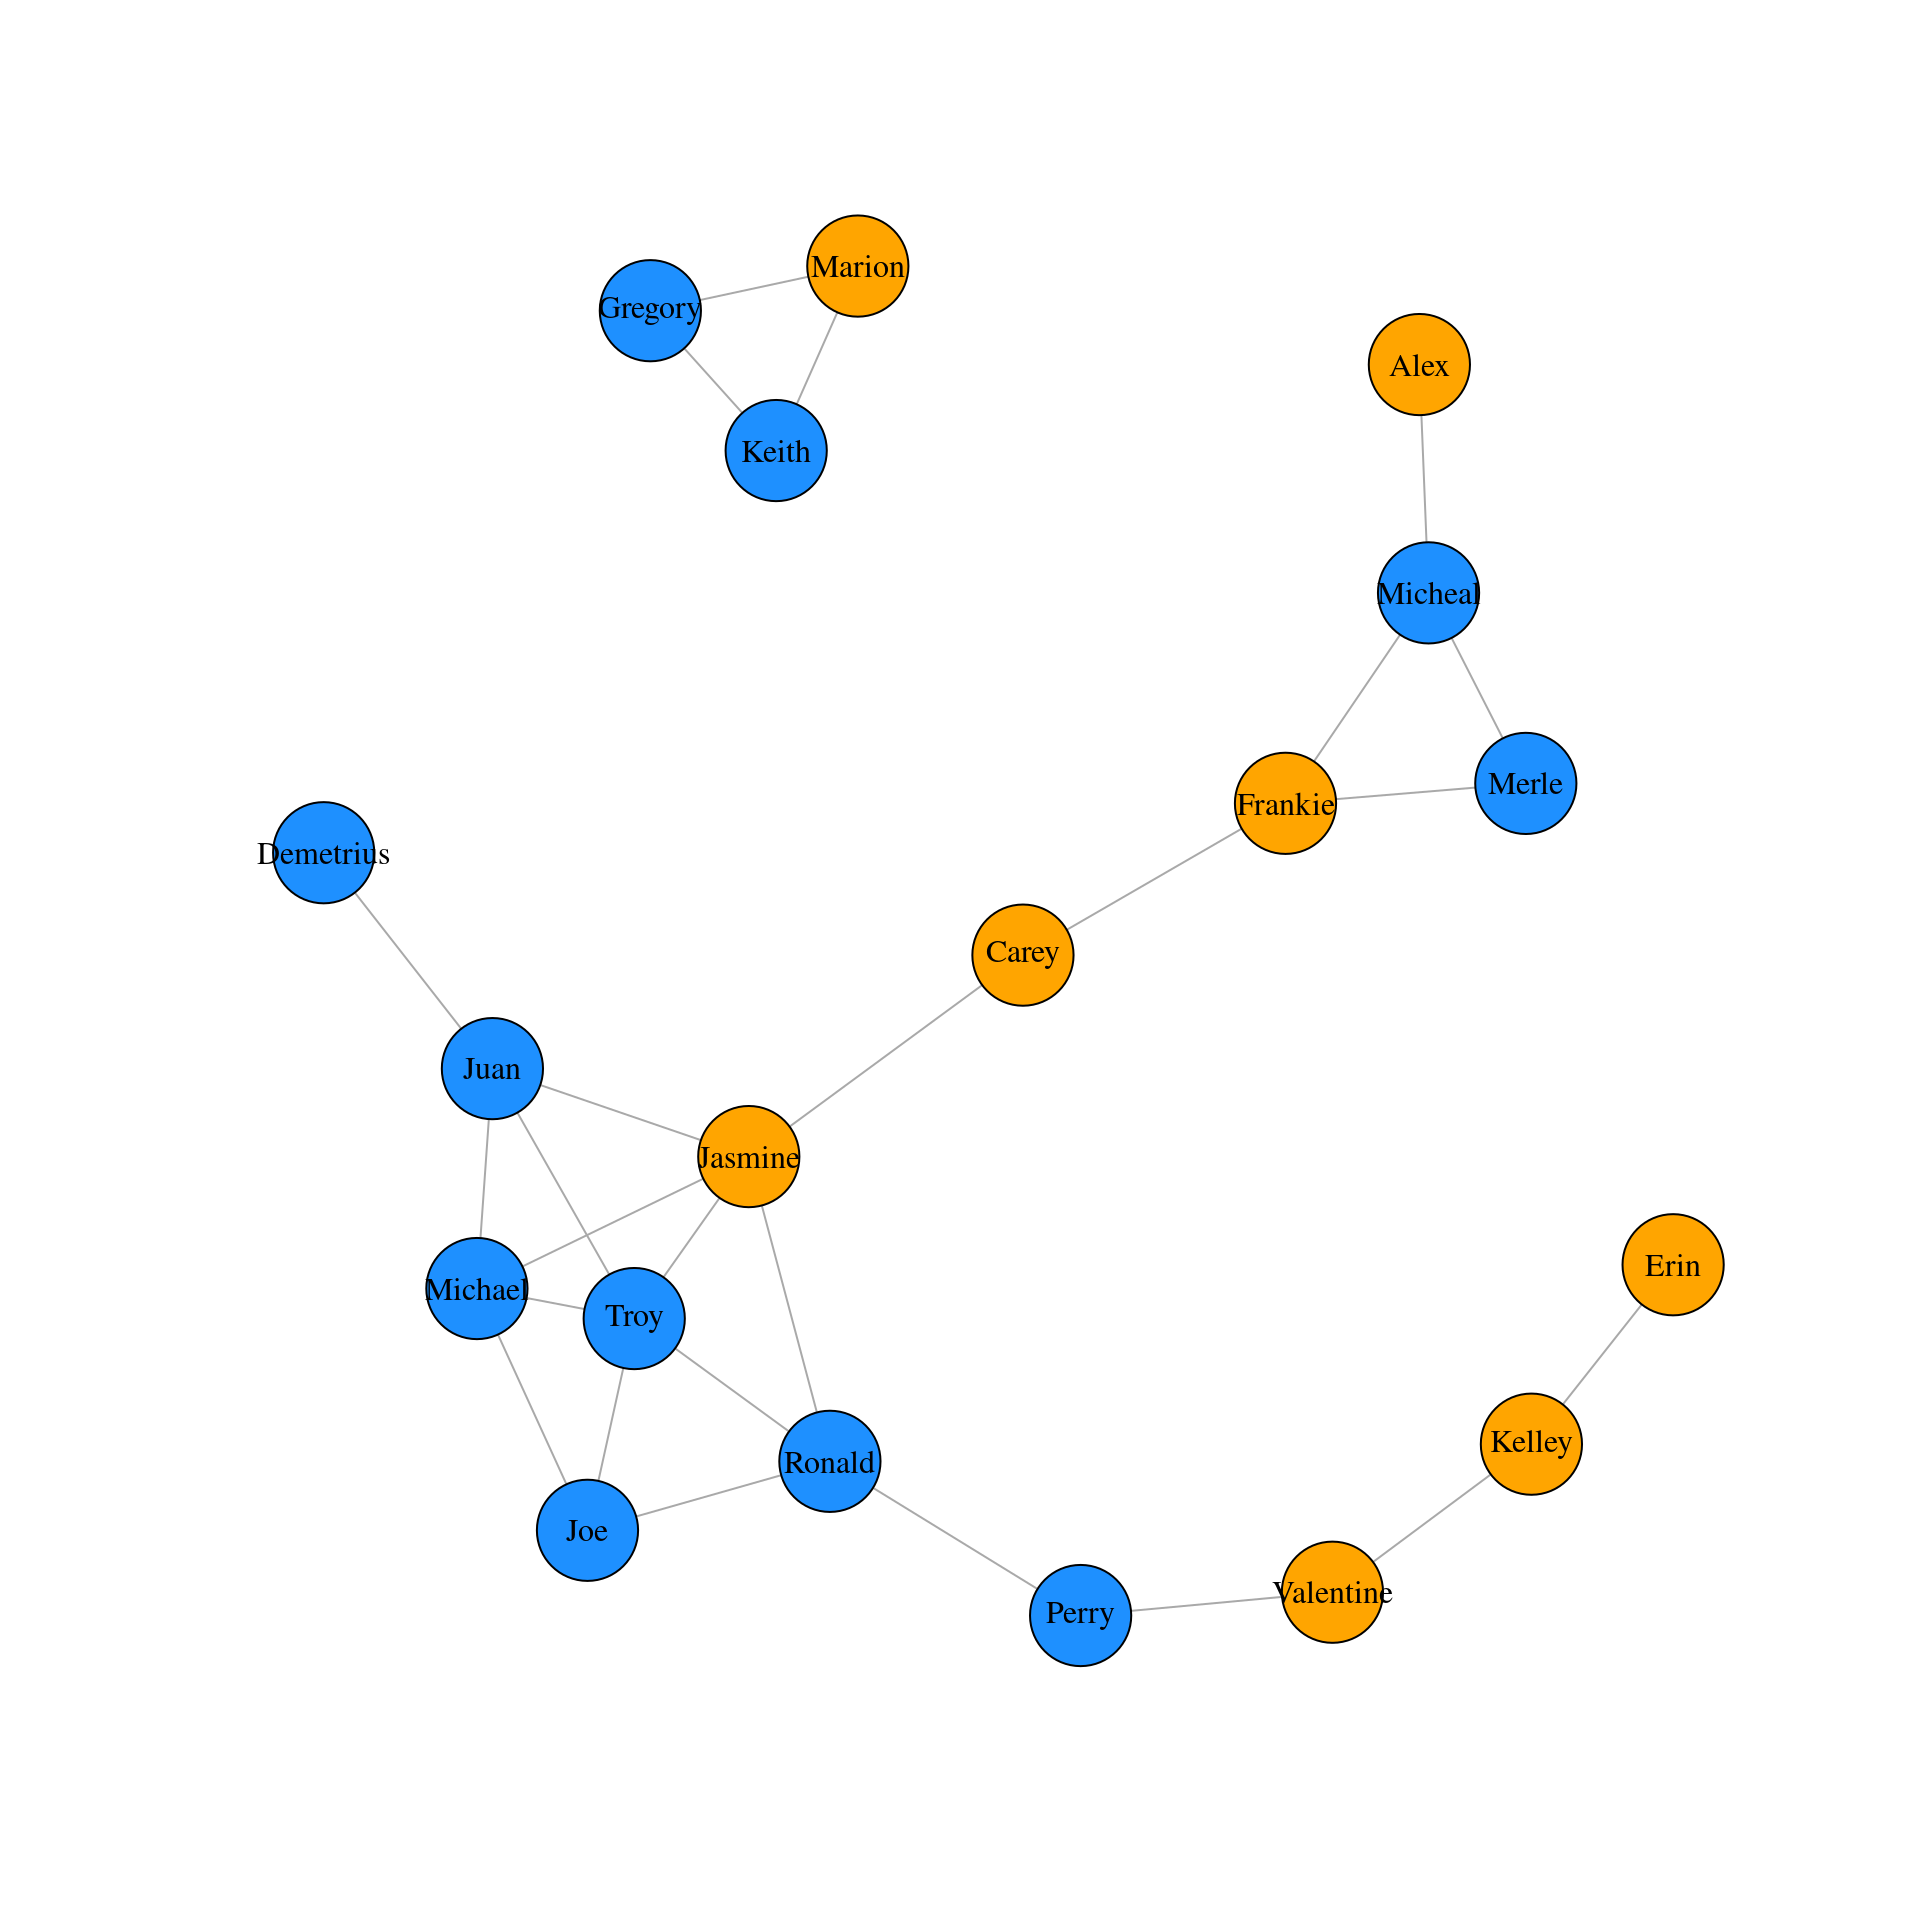 Marion
Gregory
Alex
Keith
Micheal
Merle
Frankie
Demetrius
Carey
Juan
Jasmine
Erin
Michael
Troy
Kelley
Ronald
Joe
Valentine
Perry